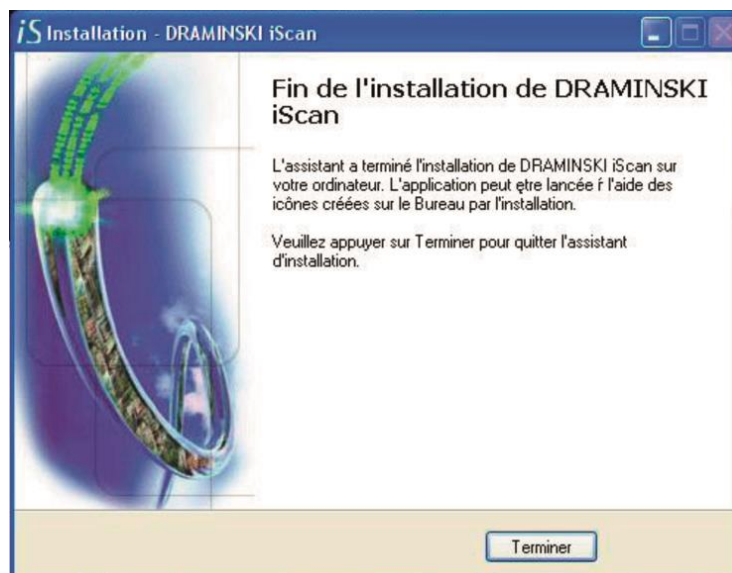 iS Installation - DRAMINSKI iScan
Fin de l'installation de DRAMINSKI
iScan
L'assistant a terminé l'installation de DRAMINSKI iScan sur
votre ordinateur. L'application peut ętre lancée ŕ l'aide des
icônes créées sur le Bureau par l'installation.
Veuillez appuyer sur Terminer pour quitter l'assistant
d'installation.
Terminer